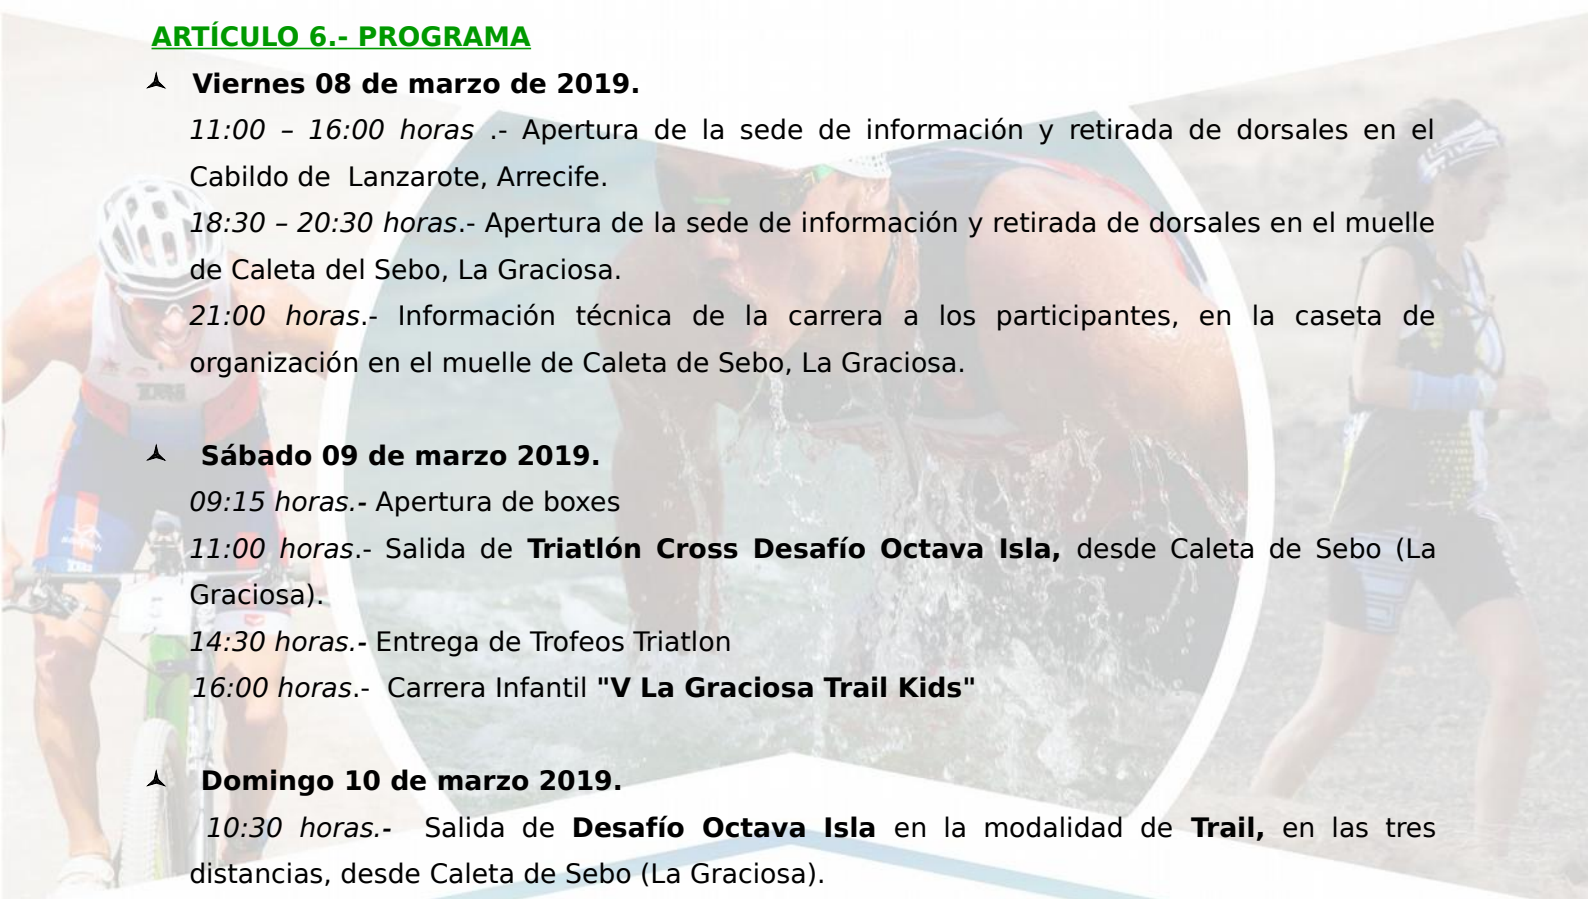 ARTÍCULO 6.- PROGRAMA
Viernes 08 de marzo de 2019.
11:00 – 16:00 horas .- Apertura de la sede de información y retirada de dorsales en el
Cabildo de Lanzarote, Arrecife.
18:30 – 20:30 horas.- Apertura de la sede de información y retirada de dorsales en el muelle
de Caleta del Sebo, La Graciosa.
21:00 horas.- Información técnica de la carrera a los participantes, en la caseta de
organización en el muelle de Caleta de Sebo, La Graciosa.
Sábado 09 de marzo 2019.
09:15 horas.- Apertura de boxes
11:00 horas.- Salida de Triatlón Cross Desafío Octava Isla, desde Caleta de Sebo (La
Graciosa).
14:30 horas.- Entrega de Trofeos Triatlon
16:00 horas.- Carrera Infantil "V La Graciosa Trail Kids"
Domingo 10 de marzo 2019.
10:30 horas.- Salida de Desafío Octava Isla en la modalidad de Trail, en las tres
distancias, desde Caleta de Sebo (La Graciosa).